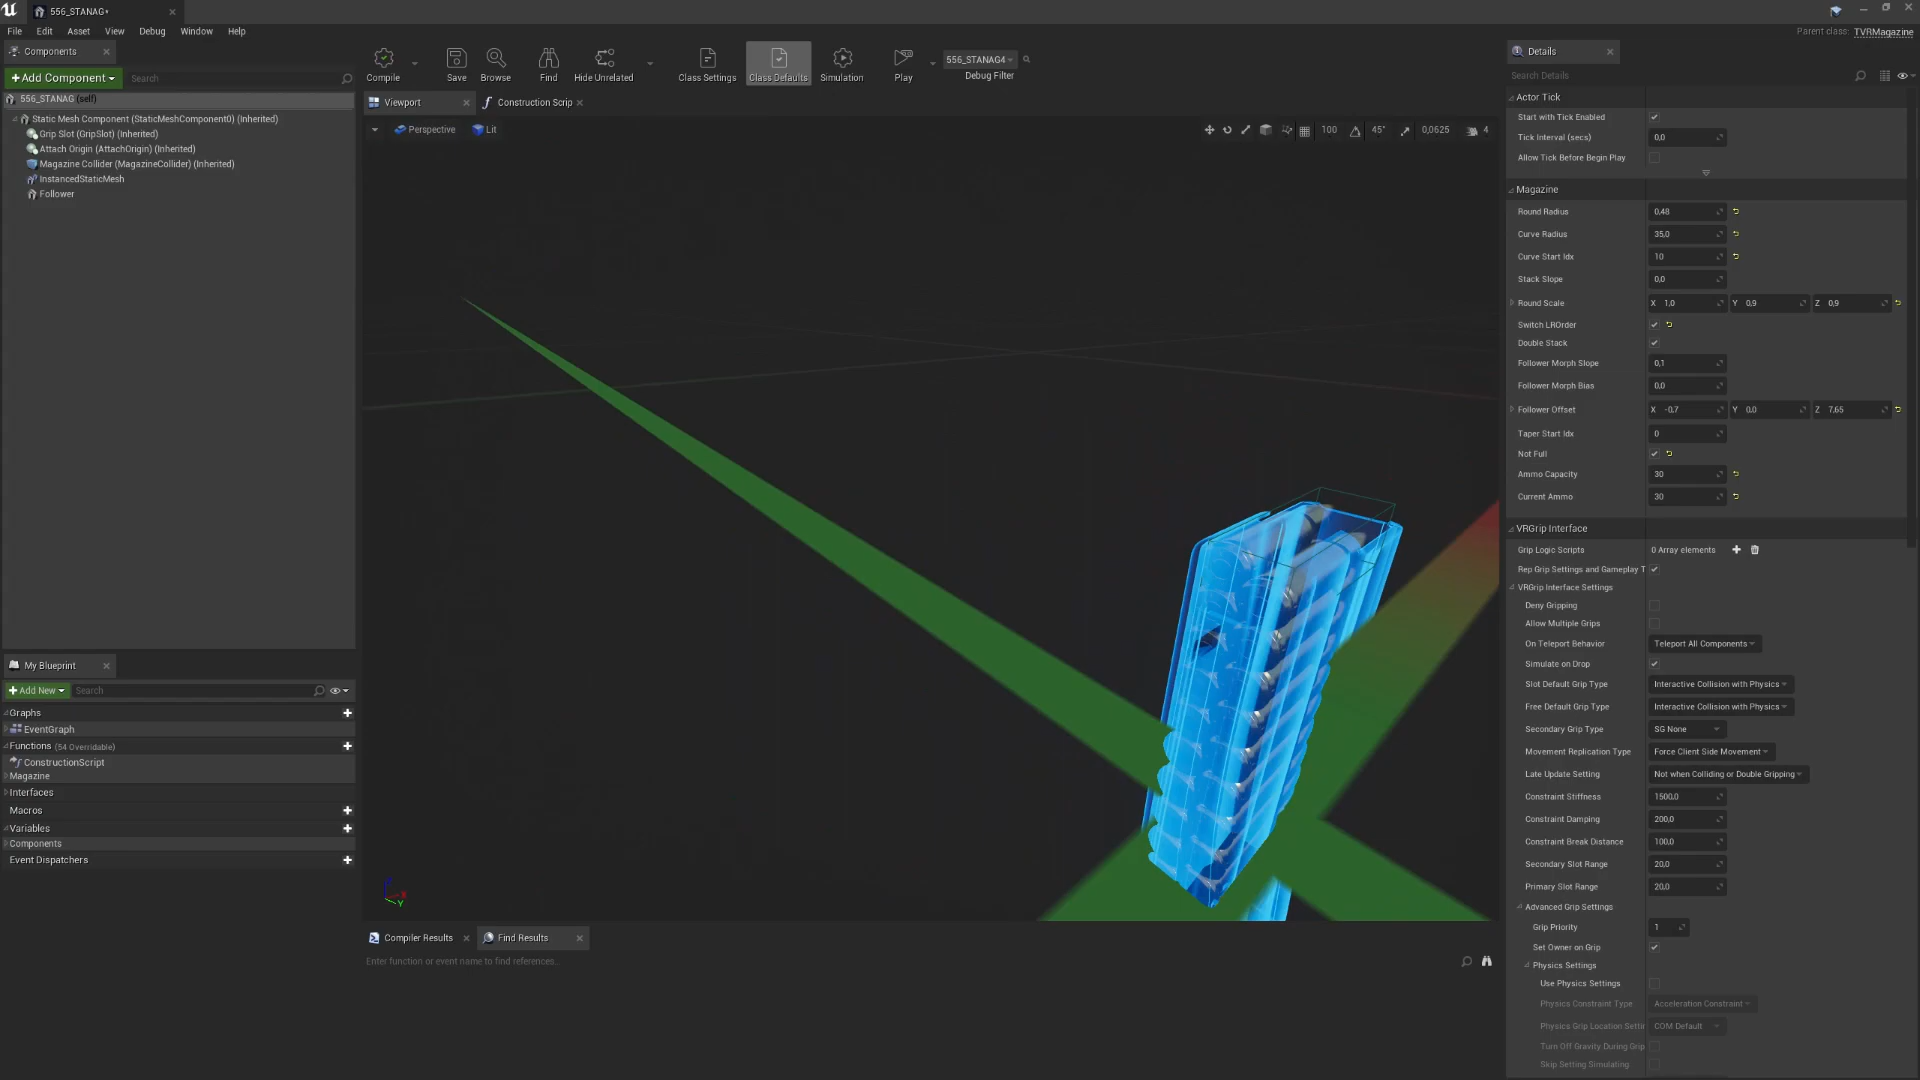 556_STANAG*
File Edit Asset View Debug Window Help
Parent class: TVRMagazine
Components
+Add Component
Search
556_STANAG (self)
Static Mesh Component (StaticMeshComponent0) (Inherited)
Grip Slot (GripSlot) (Inherited)
Attach Origin (AttachOrigin) (Inherited)
Magazine Collider (MagazineCollider) (Inherited)
InstancedStaticMesh
Follower
My Blueprint
+Add New
Search
Graphs
EventGraph
Functions (54 Overridable)
ConstructionScript
Magazine
Interfaces
Macros
Variables
Components
Event Dispatchers
Compile Save Browse Find Hide Unrelated Class Settings Class Defaults Simulation Play
556_STANAG4
Debug Filter
Viewport
Construction Scrip
Perspective Lit
100 45° 0,0625 4
X
Y
Compiler Results
Find Results
Enter function or event name to find references...
Details
Search Details
Actor Tick
Start with Tick Enabled
Tick Interval (secs) 0,0
Allow Tick Before Begin Play
Magazine
Round Radius 0,48
Curve Radius 35,0
Curve Start Idx 10
Stack Slope 0,0
Round Scale X 1,0 Y 0,9 Z 0,9
Switch LROrder
Double Stack
Follower Morph Slope 0,1
Follower Morph Bias 0,0
Follower Offset X -0,7 Y 0,0 Z 7,65
Taper Start Idx 0
Not Full
Ammo Capacity 30
Current Ammo 30
VRGrip Interface
Grip Logic Scripts 0 Array elements
Rep Grip Settings and Gameplay T
VRGrip Interface Settings
Deny Gripping
Allow Multiple Grips
On Teleport Behavior Teleport All Components
Simulate on Drop
Slot Default Grip Type Interactive Collision with Physics
Free Default Grip Type Interactive Collision with Physics
Secondary Grip Type SG None
Movement Replication Type Force Client Side Movement
Late Update Setting Not when Colliding or Double Gripping
Constraint Stiffness 1500,0
Constraint Damping 200,0
Constraint Break Distance 100,0
Secondary Slot Range 20,0
Primary Slot Range 20,0
Advanced Grip Settings
Grip Priority 1
Set Owner on Grip
Physics Settings
Use Physics Settings
Physics Constraint Type Acceleration Constraint
Physics Grip Location Settin COM Default
Turn Off Gravity During Grip
Skip Setting Simulating